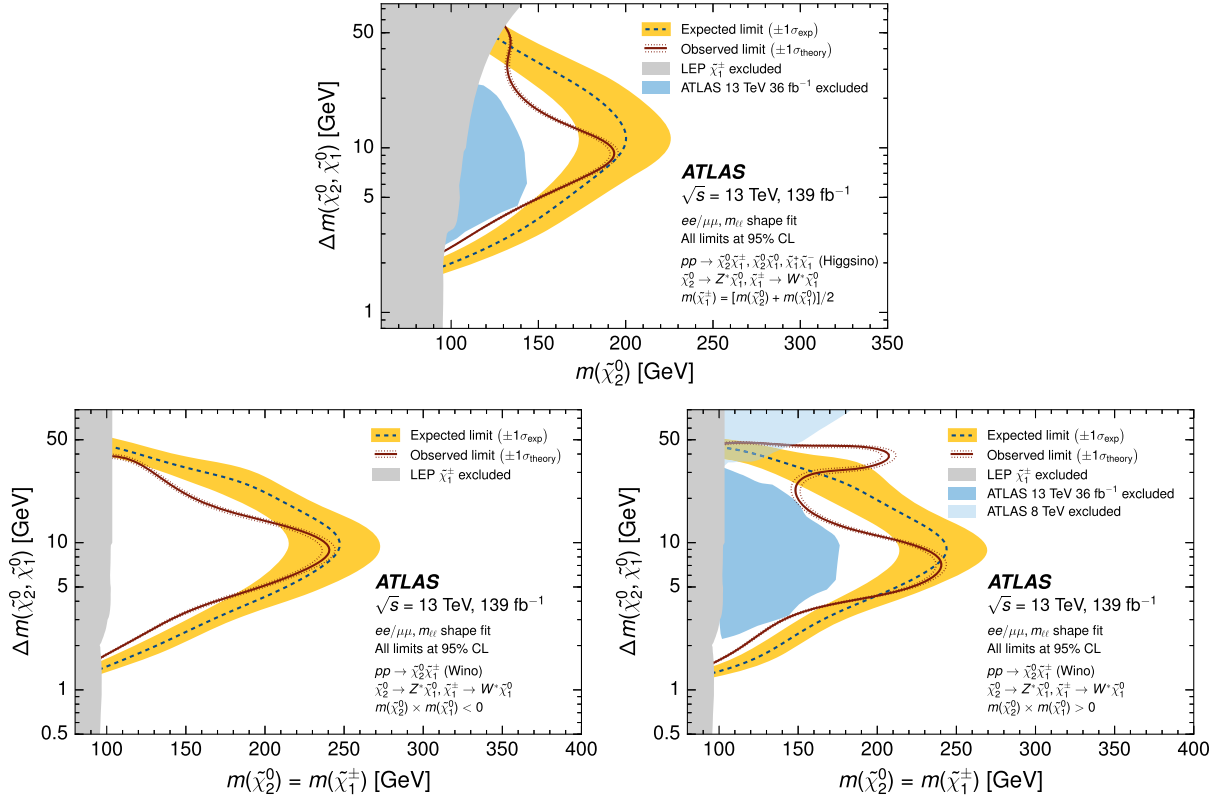 50
10
5
1
Δm(χ̃⁰₂, χ̃⁰₁) [GeV]
Expected limit (±1σexp)
Observed limit (±1σtheory)
LEP χ̃±₁ excluded
ATLAS 13 TeV 36 fb⁻¹ excluded
ATLAS
√s = 13 TeV, 139 fb⁻¹
ee/μμ, mℓℓ shape fit
All limits at 95% CL
pp → χ̃⁰₂χ̃±₁, χ̃⁰₂χ̃⁰₁, χ̃⁺₁χ̃⁻₁ (Higgsino)
χ̃⁰₂ → Z*χ̃⁰₁, χ̃±₁ → W*χ̃⁰₁
m(χ̃±₁) = [m(χ̃⁰₂) + m(χ̃⁰₁)]/2
100 150 200 250 300 350
m(χ̃⁰₂) [GeV]
50
10
5
1
0.5
Δm(χ̃⁰₂, χ̃⁰₁) [GeV]
Expected limit (±1σexp)
Observed limit (±1σtheory)
LEP χ̃±₁ excluded
ATLAS
√s = 13 TeV, 139 fb⁻¹
ee/μμ, mℓℓ shape fit
All limits at 95% CL
pp → χ̃⁰₂χ̃±₁ (Wino)
χ̃⁰₂ → Z*χ̃⁰₁, χ̃±₁ → W*χ̃⁰₁
m(χ̃⁰₂) × m(χ̃⁰₁) < 0
100 150 200 250 300 350 400
m(χ̃⁰₂) = m(χ̃±₁) [GeV]
50
10
5
1
0.5
Δm(χ̃⁰₂, χ̃⁰₁) [GeV]
Expected limit (±1σexp)
Observed limit (±1σtheory)
LEP χ̃±₁ excluded
ATLAS 13 TeV 36 fb⁻¹ excluded
ATLAS 8 TeV excluded
ATLAS
√s = 13 TeV, 139 fb⁻¹
ee/μμ, mℓℓ shape fit
All limits at 95% CL
pp → χ̃⁰₂χ̃±₁ (Wino)
χ̃⁰₂ → Z*χ̃⁰₁, χ̃±₁ → W*χ̃⁰₁
m(χ̃⁰₂) × m(χ̃⁰₁) > 0
100 150 200 250 300 350 400
m(χ̃⁰₂) = m(χ̃±₁) [GeV]